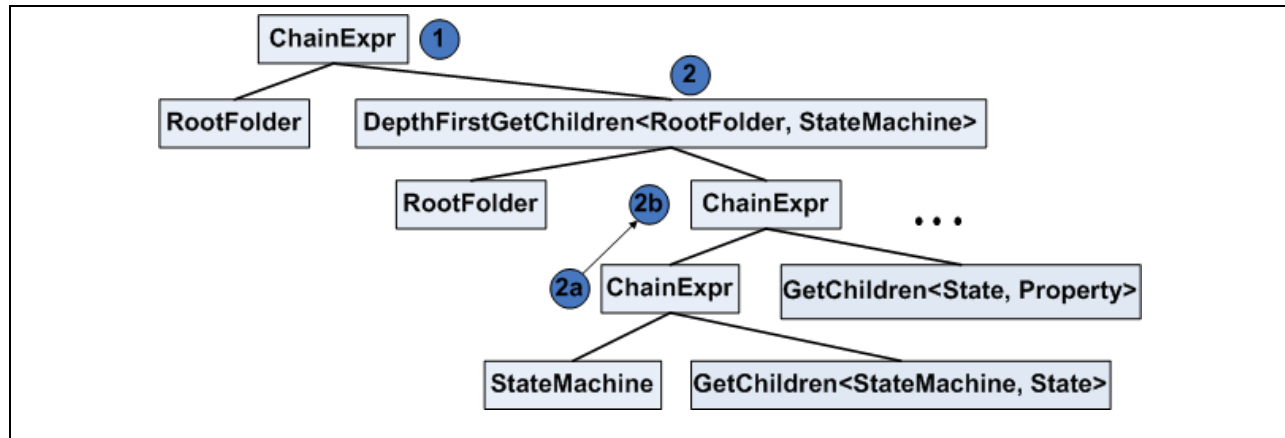 ChainExpr 1
2
RootFolder DepthFirstGetChildren<RootFolder, StateMachine>
RootFolder 2b ChainExpr ...
2a ChainExpr GetChildren<State, Property>
StateMachine GetChildren<StateMachine, State>